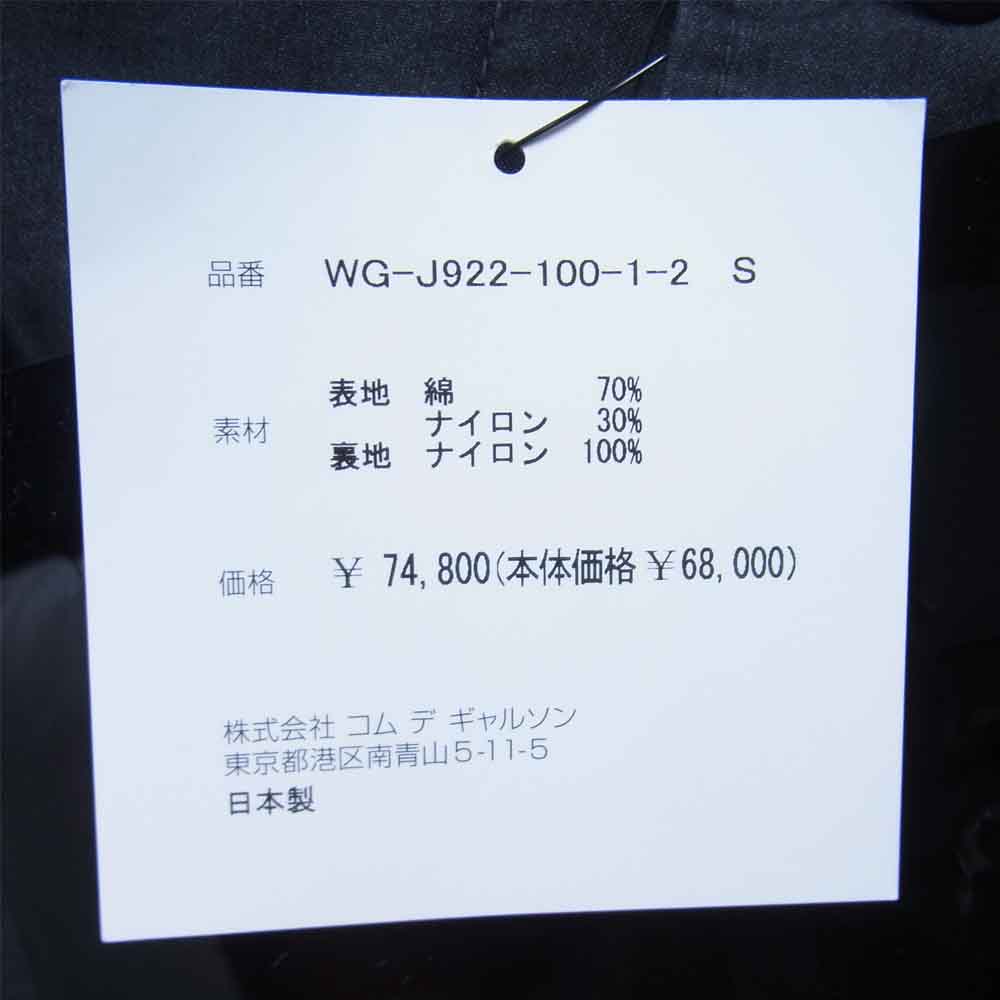 品番 WG-J922-100-1-2 S
表地 綿 70%
素材 ナイロン 30%
裏地 ナイロン 100%
価格 ¥ 74,800(本体価格¥68,000)
株式会社 コム デ ギャルソン
東京都港区南青山5-11-5
日本製